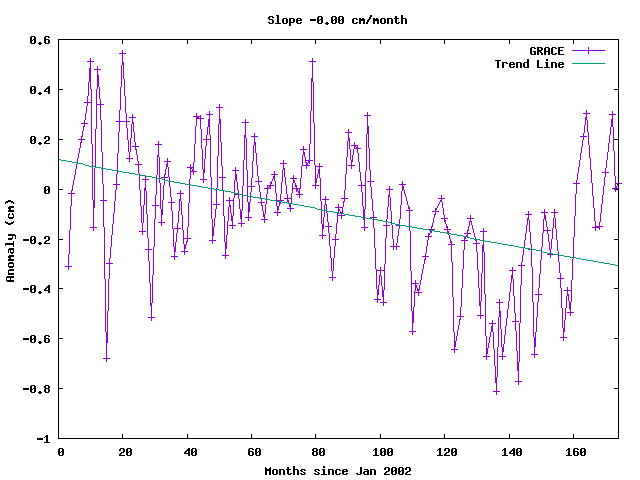 Slope -0.00 cm/month
GRACE
Trend Line
0.6
0.4
0.2
0
-0.2
-0.4
-0.6
-0.8
-1
Anomaly (cm)
0 20 40 60 80 100 120 140 160
Months since Jan 2002